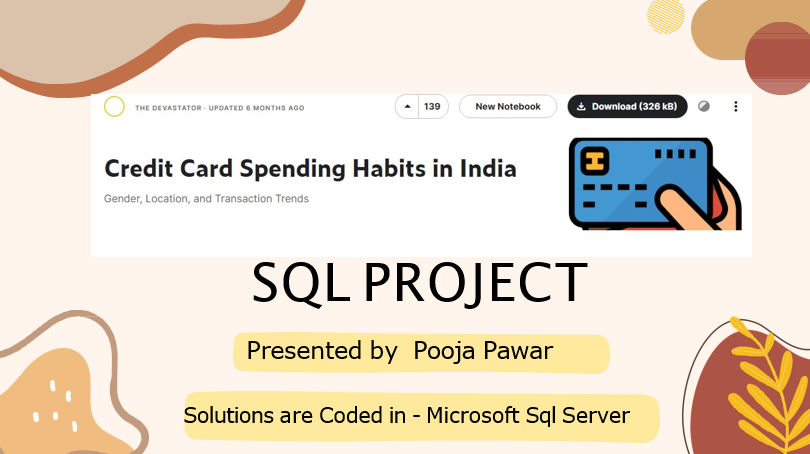 THE DEVASTATOR · UPDATED 6 MONTHS AGO
139
New Notebook
Download (326 kB)
Credit Card Spending Habits in India
Gender, Location, and Transaction Trends
SQL PROJECT
Presented by  Pooja Pawar
Solutions are Coded in - Microsoft Sql Server